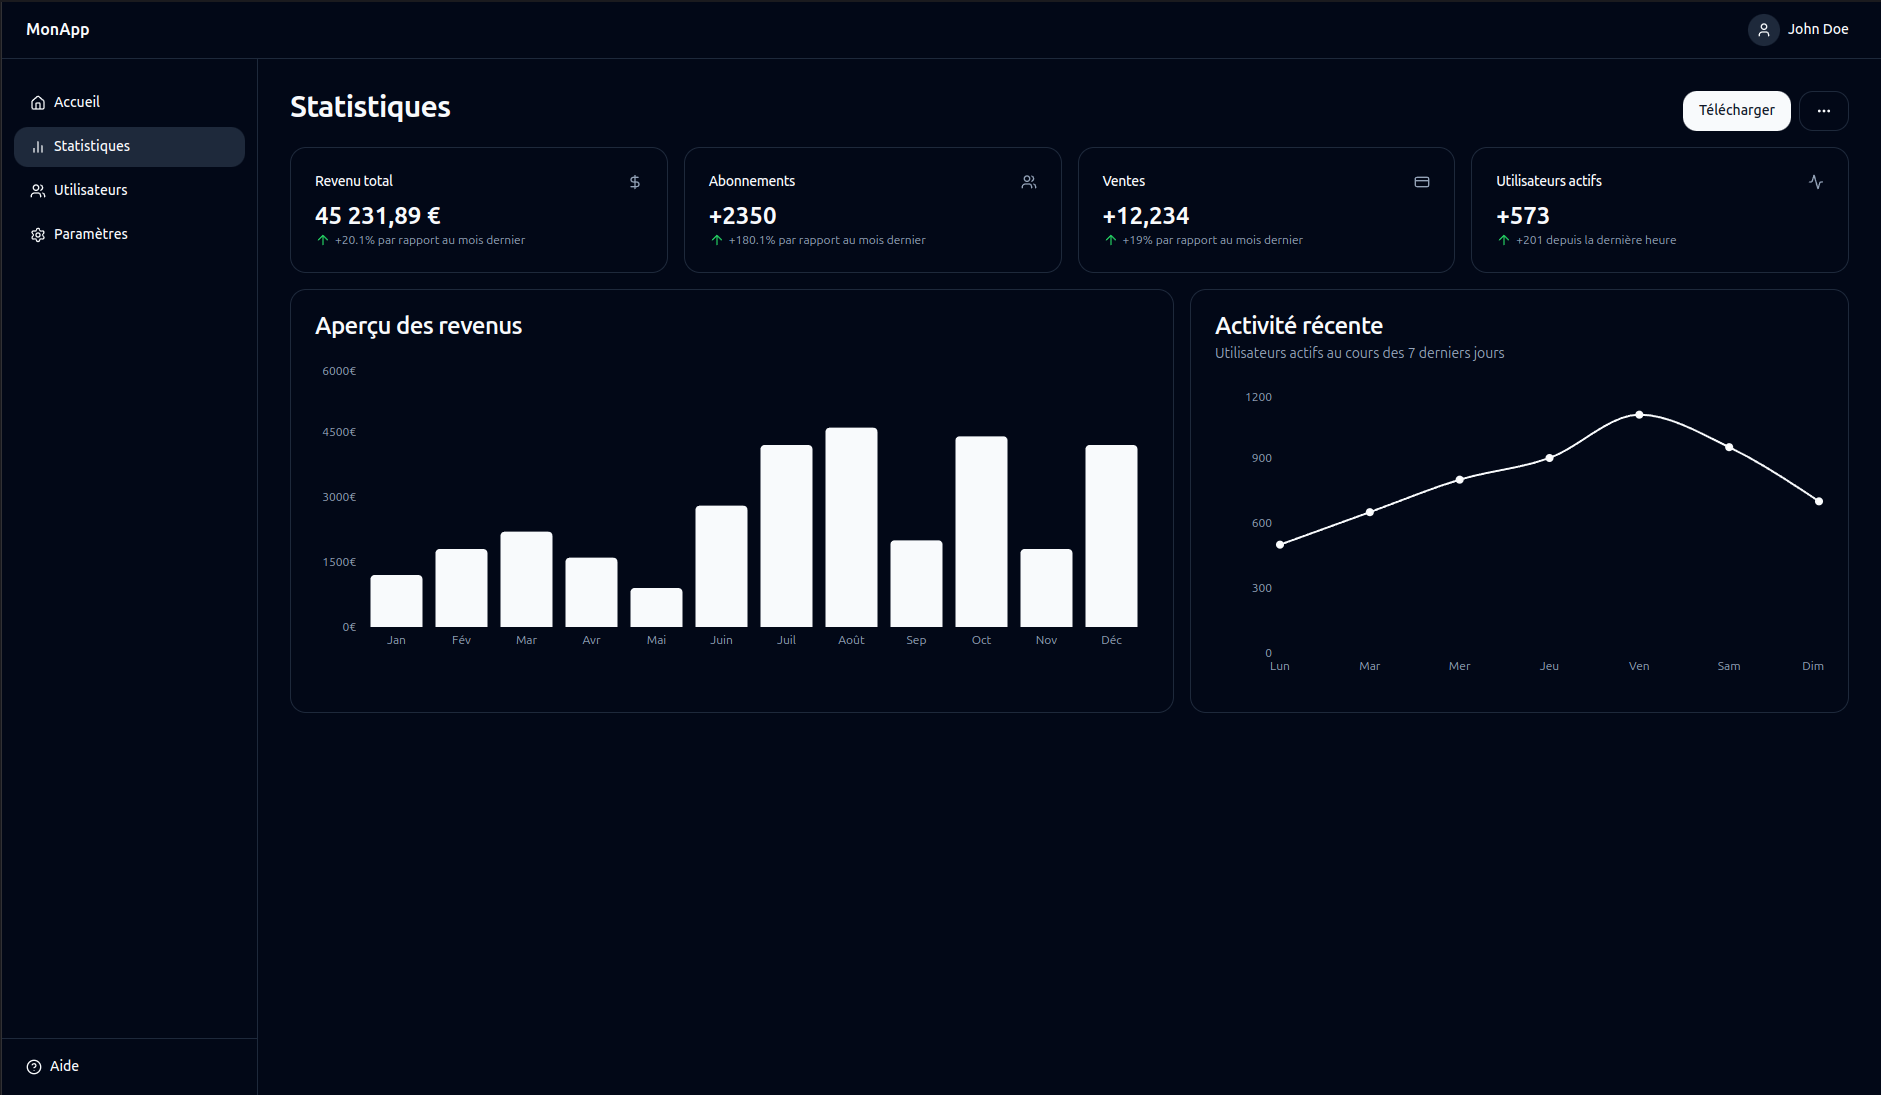 MonApp
John Doe
Accueil
Statistiques
Utilisateurs
Paramètres
Aide
Statistiques
Télécharger
Revenu total
$
45 231,89 €
+20.1% par rapport au mois dernier
Abonnements
+2350
+180.1% par rapport au mois dernier
Ventes
+12,234
+19% par rapport au mois dernier
Utilisateurs actifs
+573
+201 depuis la dernière heure
Aperçu des revenus
6000€
4500€
3000€
1500€
0€
Jan Fév Mar Avr Mai Juin Juil Août Sep Oct Nov Déc
Activité récente
Utilisateurs actifs au cours des 7 derniers jours
1200
900
600
300
0
Lun Mar Mer Jeu Ven Sam Dim